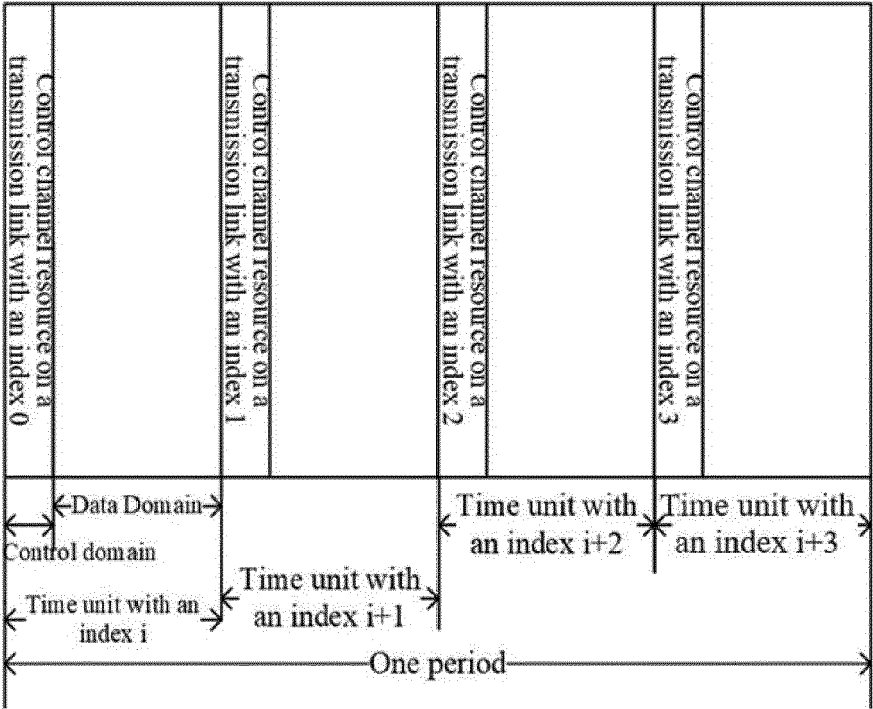 Control channel resource on a
transmission link with an index 0
Control channel resource on a
transmission link with an index 1
Control channel resource on a
transmission link with an index 2
Control channel resource on a
transmission link with an index 3
Data Domain
Control domain
Time unit with an
index i
Time unit with
an index i+1
Time unit with
an index i+2
Time unit with
an index i+3
One period